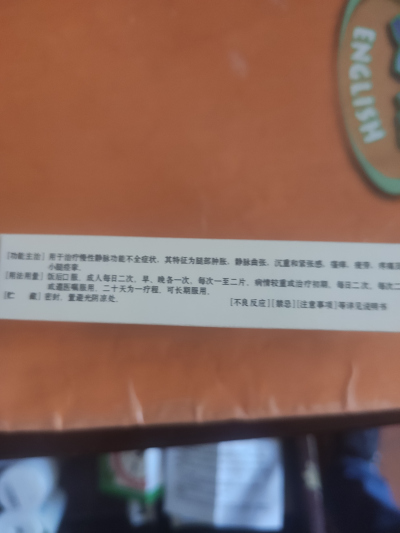 ENGLISH
[功能主治] 用于治疗慢性静脉功能不全症状，其特征为腿部肿胀，静脉曲张，沉重和紧张感，瘙痒，疲劳，疼痛
小腿痉挛。
[用法用量] 饭后口服，成人每日二次，早、晚各一次，每次一至二片，病情较重或治疗初期，每日二次，每次二
或遵医嘱服用，二十天为一疗程，可长期服用。
[贮 藏] 密封，置避光阴凉处。 [不良反应][禁忌][注意事项]等详见说明书